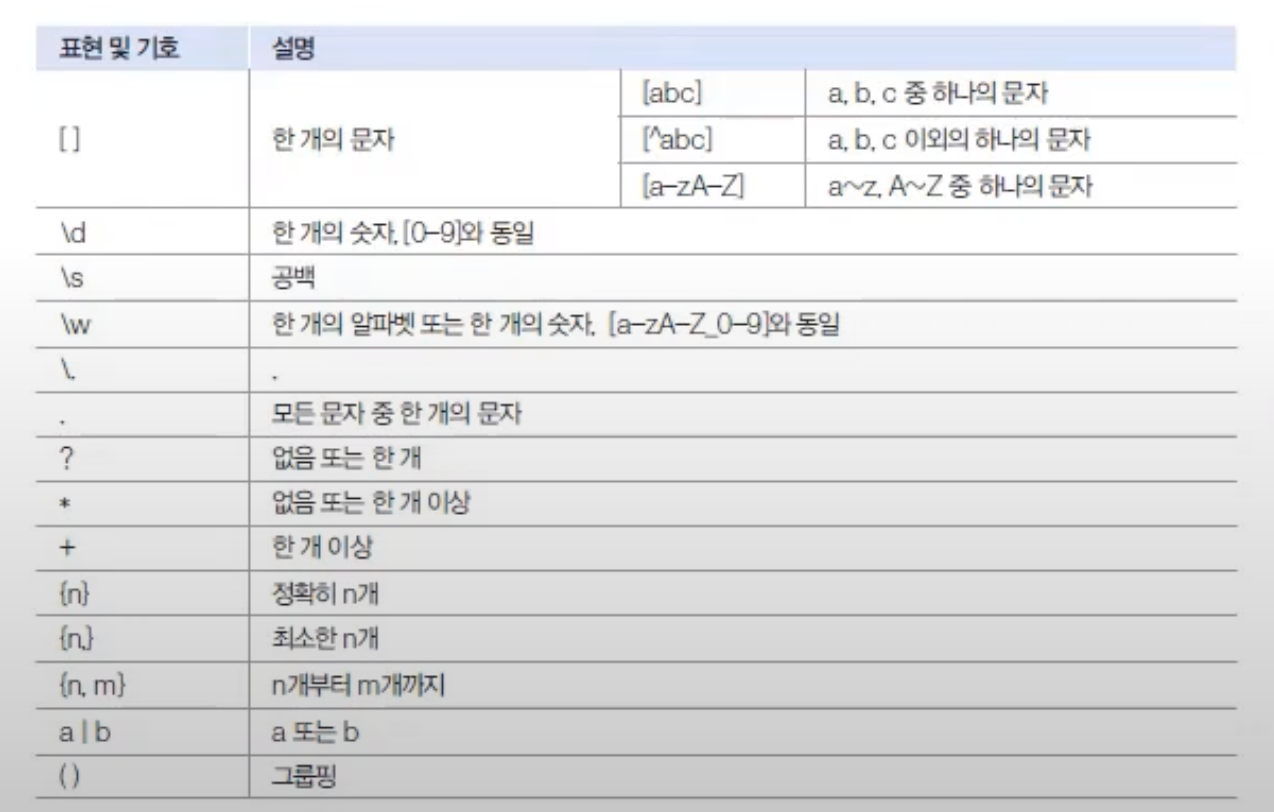 표현 및 기호 설명
[ ] 한 개의 문자 [abc] a, b, c 중 하나의 문자
[^abc] a, b, c 이외의 하나의 문자
[a-zA-Z] a~z, A~Z 중 하나의 문자
\d 한 개의 숫자, [0-9]와 동일
\s 공백
\w 한 개의 알파벳 또는 한 개의 숫자, [a-zA-Z_0-9]와 동일
\. .
. 모든 문자 중 한 개의 문자
? 없음 또는 한 개
* 없음 또는 한 개 이상
+ 한 개 이상
{n} 정확히 n개
{n,} 최소한 n개
{n, m} n개부터 m개까지
a | b a 또는 b
( ) 그룹핑